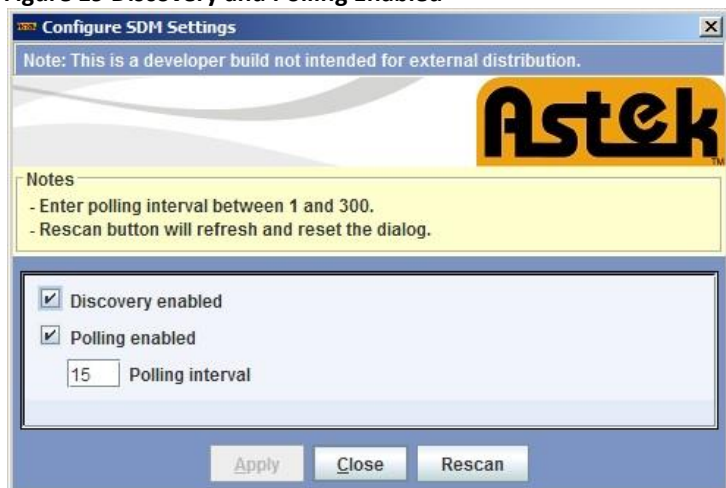 Configure SDM Settings
Note: This is a developer build not intended for external distribution.
Astek
TM
Notes
- Enter polling interval between 1 and 300.
- Rescan button will refresh and reset the dialog.
Discovery enabled
Polling enabled
15 Polling interval
Apply Close Rescan